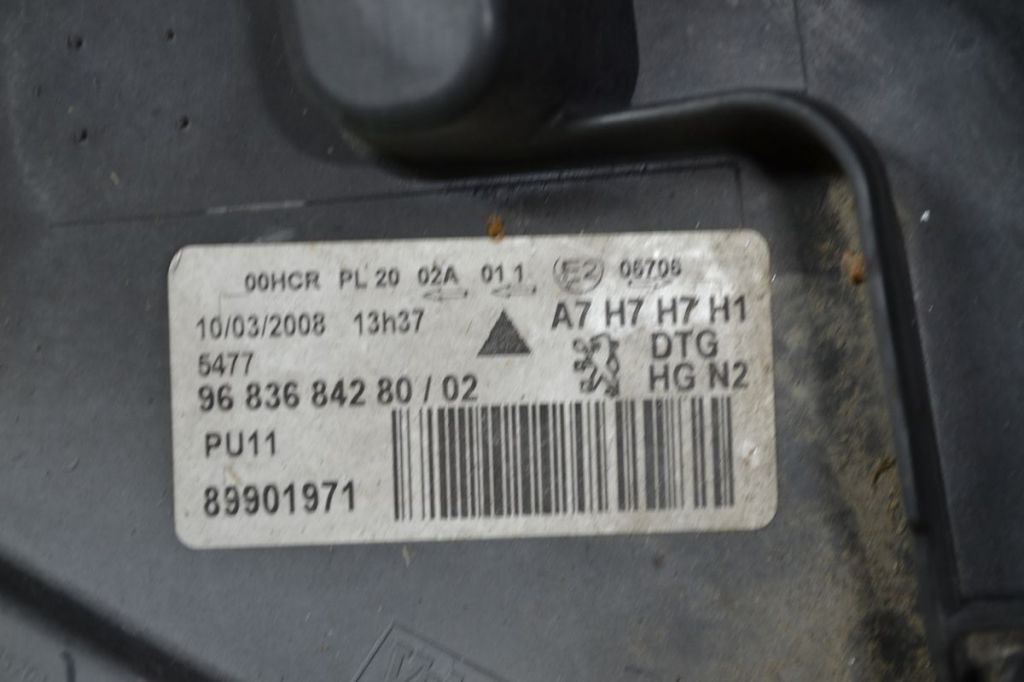 00HCR PL 20 02A 01 1 E2 06706
10/03/2008 13h37 A7 H7 H7 H1
5477 DTG
96 836 842 80 / 02 HG N2
PU11
89901971